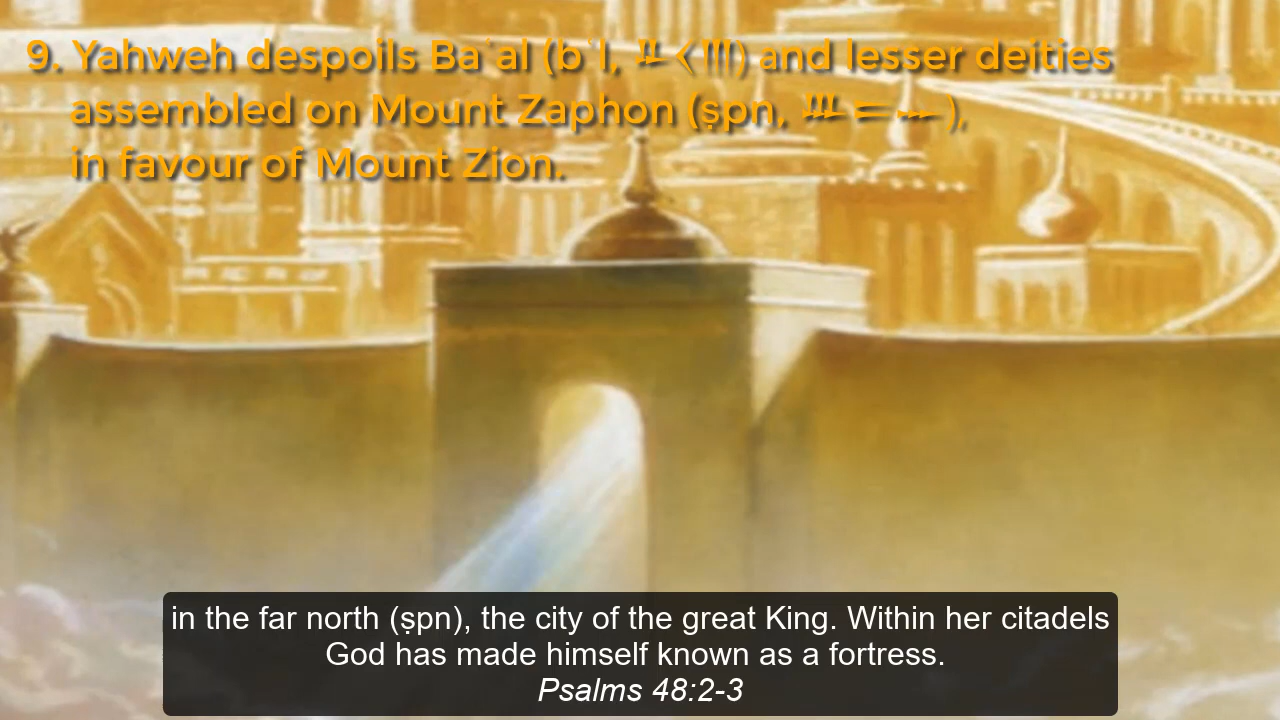 9. Yahweh despoils Baʿal (bʿl, 𐎁𐎓𐎍) and lesser deities
assembled on Mount Zaphon (ṣpn, 𐎕𐎔𐎐),
in favour of Mount Zion.
in the far north (ṣpn), the city of the great King. Within her citadels
God has made himself known as a fortress.
Psalms 48:2-3